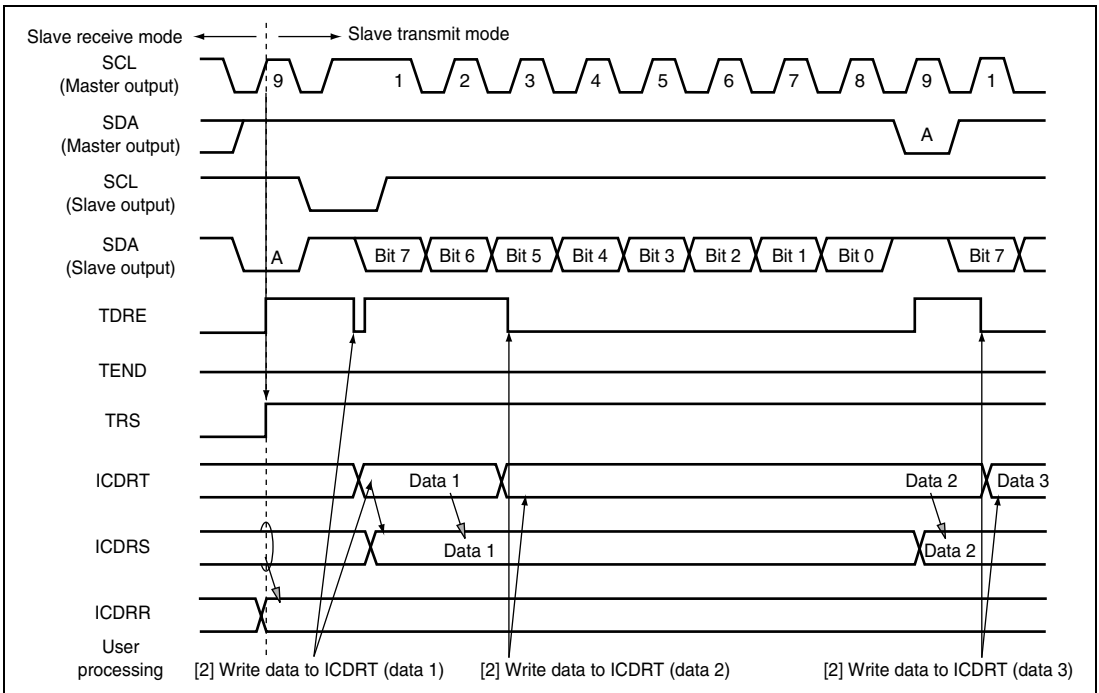 Slave receive mode
Slave transmit mode
SCL
(Master output)
9 1 2 3 4 5 6 7 8 9 1
SDA
(Master output)
A
SCL
(Slave output)
SDA
(Slave output)
A Bit 7 Bit 6 Bit 5 Bit 4 Bit 3 Bit 2 Bit 1 Bit 0 Bit 7
TDRE
TEND
TRS
ICDRT
Data 1 Data 2 Data 3
ICDRS
Data 1 Data 2
ICDRR
User
processing
[2] Write data to ICDRT (data 1) [2] Write data to ICDRT (data 2) [2] Write data to ICDRT (data 3)